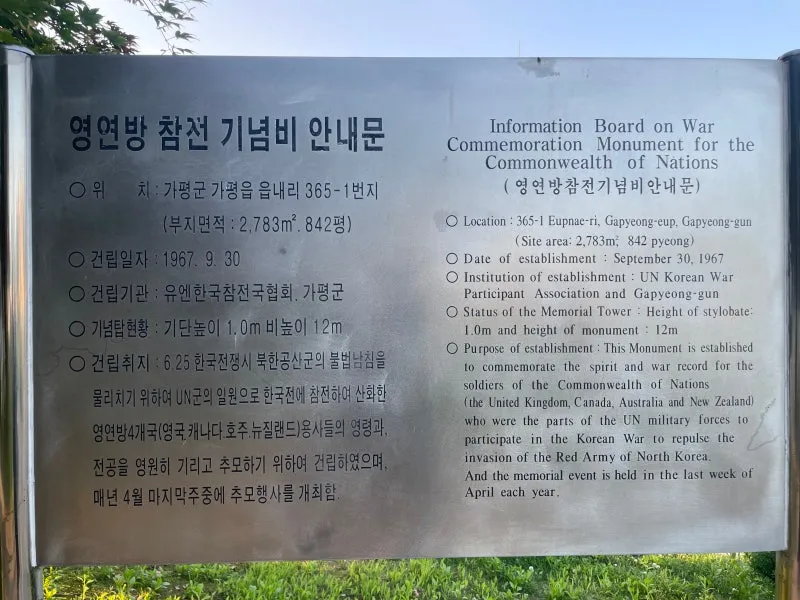 영연방 참전 기념비 안내문
○ 위 치 : 가평군 가평읍 읍내리 365-1번지
(부지면적 : 2,783㎡. 842평)
○ 건립일자 : 1967. 9. 30
○ 건립기관 : 유엔한국참전국협회. 가평군
○ 기념탑현황 : 기단높이 1.0m 비높이 12m
○ 건립취지 : 6.25 한국전쟁시 북한공산군의 불법남침을
물리치기 위하여 UN군의 일원으로 한국전에 참전하여 산화한
영연방4개국(영국.캐나다.호주.뉴질랜드)용사들의 영령과,
전공을 영원히 기리고 추모하기 위하여 건립하였으며,
매년 4월 마지막주중에 추모행사를 개최함.
Information Board on War
Commemoration Monument for the
Commonwealth of Nations
(영연방참전기념비안내문)
○ Location : 365-1 Eupnae-ri, Gapyeong-eup, Gapyeong-gun
(Site area: 2,783㎡, 842 pyeong)
○ Date of establishment : September 30, 1967
○ Institution of establishment : UN Korean War
Participant Association and Gapyeong-gun
○ Status of the Memorial Tower : Height of stylobate:
1.0m and height of monument : 12m
○ Purpose of establishment : This Monument is established
to commemorate the spirit and war record for the
soldiers of the Commonwealth of Nations
(the United Kingdom, Canada, Australia and New Zealand)
who were the parts of the UN military forces to
participate in the Korean War to repulse the
invasion of the Red Army of North Korea.
And the memorial event is held in the last week of
April each year.